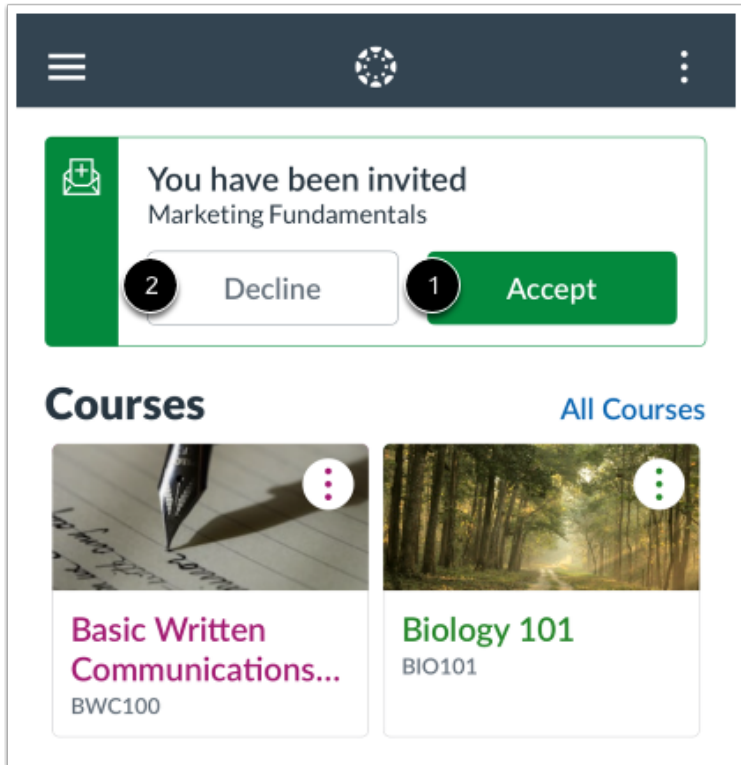 You have been invited
Marketing Fundamentals
2 Decline 1 Accept
Courses All Courses
Basic Written
Communications...
BWC100
Biology 101
BIO101